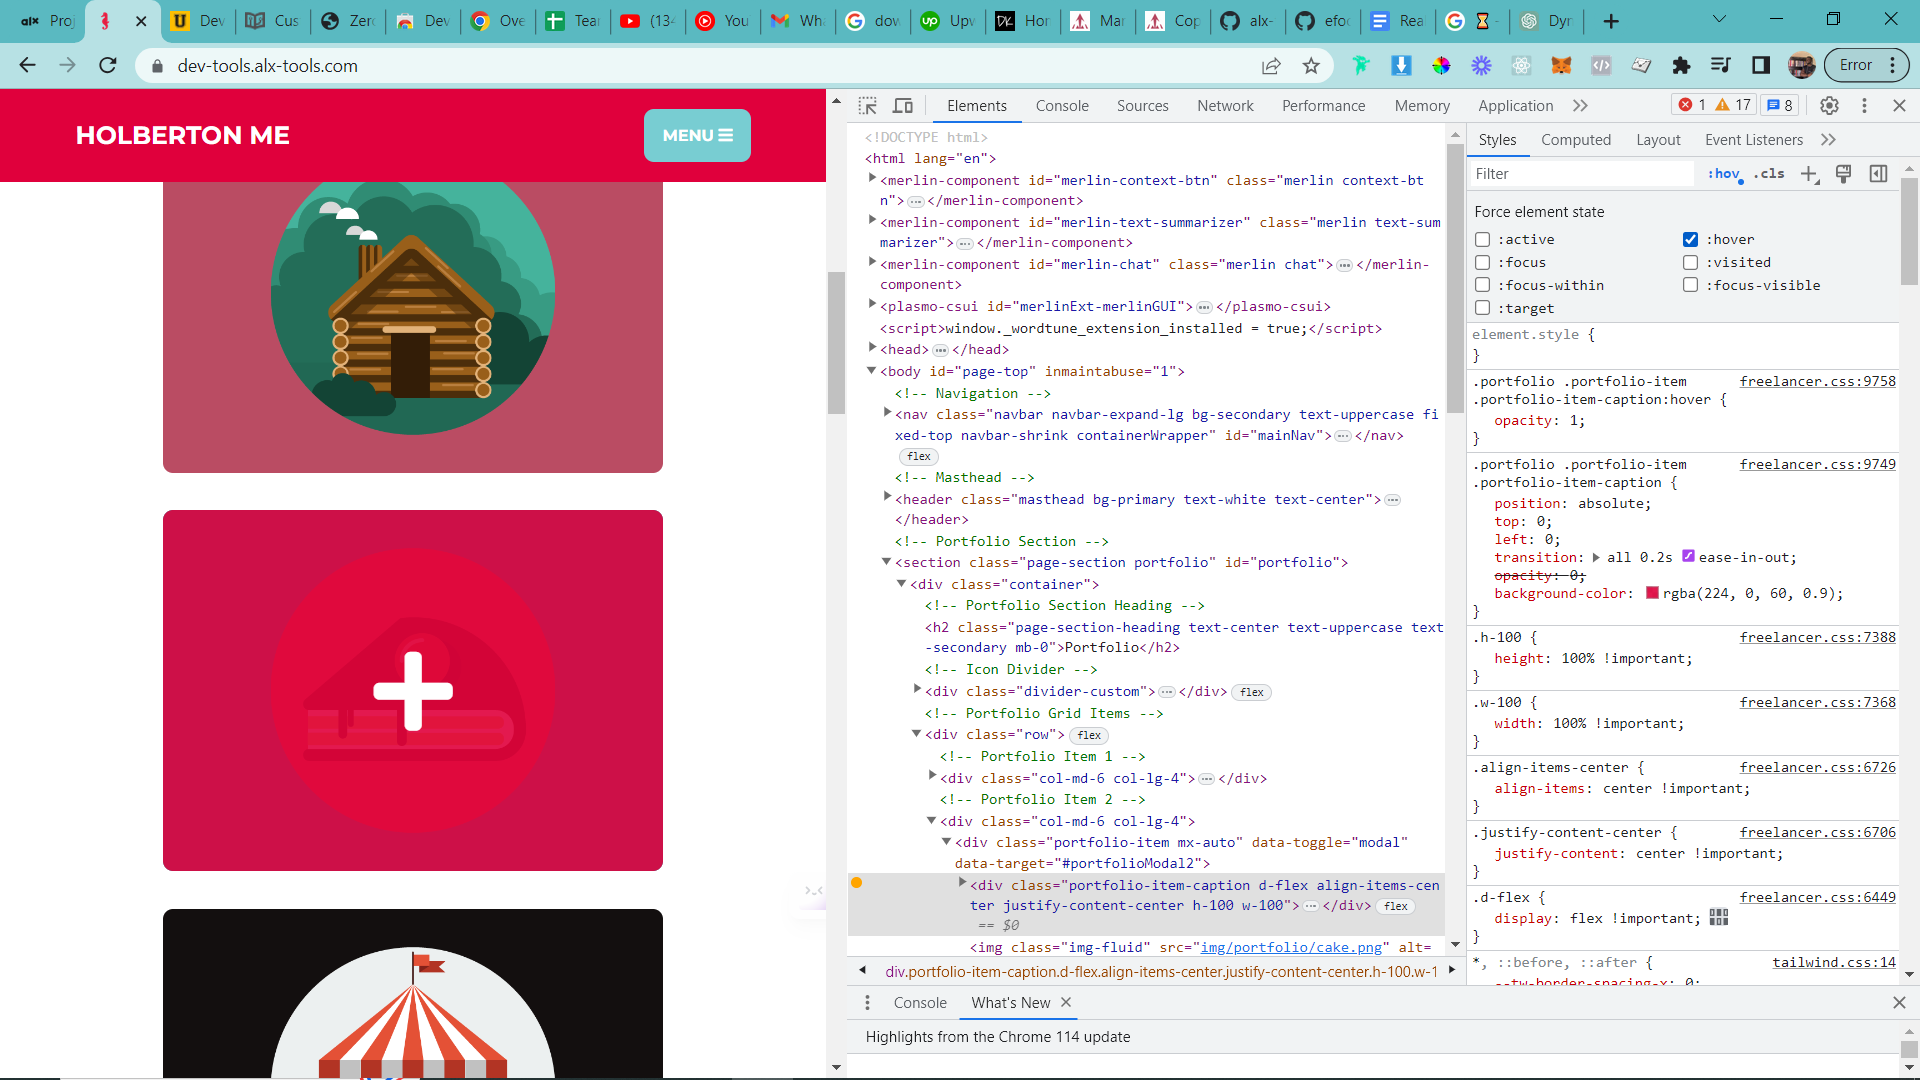 alx Proj
Dev
Cus
Zer
Dev
Ove
Tea
(134
You
Wha
dow
Upw
Hor
Mar
Cop
alx-
efoc
Rea
Dyn
dev-tools.alx-tools.com
Error
HOLBERTON ME
MENU
Elements Console Sources Network Performance Memory Application
1 17 8
<!DOCTYPE html>
<html lang="en">
<merlin-component id="merlin-context-btn" class="merlin context-bt
n"> … </merlin-component>
<merlin-component id="merlin-text-summarizer" class="merlin text-sum
marizer"> … </merlin-component>
<merlin-component id="merlin-chat" class="merlin chat"> … </merlin-
component>
<plasmo-csui id="merlinExt-merlinGUI"> … </plasmo-csui>
<script>window._wordtune_extension_installed = true;</script>
<head> … </head>
<body id="page-top" inmaintabuse="1">
<!-- Navigation -->
<nav class="navbar navbar-expand-lg bg-secondary text-uppercase fi
xed-top navbar-shrink containerWrapper" id="mainNav"> … </nav>
flex
<!-- Masthead -->
<header class="masthead bg-primary text-white text-center"> …
</header>
<!-- Portfolio Section -->
<section class="page-section portfolio" id="portfolio">
<div class="container">
<!-- Portfolio Section Heading -->
<h2 class="page-section-heading text-center text-uppercase text
-secondary mb-0">Portfolio</h2>
<!-- Icon Divider -->
<div class="divider-custom"> … </div> flex
<!-- Portfolio Grid Items -->
<div class="row"> flex
<!-- Portfolio Item 1 -->
<div class="col-md-6 col-lg-4"> … </div>
<!-- Portfolio Item 2 -->
<div class="col-md-6 col-lg-4">
<div class="portfolio-item mx-auto" data-toggle="modal"
data-target="#portfolioModal2">
<div class="portfolio-item-caption d-flex align-items-cen
ter justify-content-center h-100 w-100"> … </div> flex
== $0
<img class="img-fluid" src="img/portfolio/cake.png" alt=
div.portfolio-item-caption.d-flex.align-items-center.justify-content-center.h-100.w-1
Styles Computed Layout Event Listeners
Filter
:hov .cls
Force element state
:active :hover
:focus :visited
:focus-within :focus-visible
:target
element.style {
}
.portfolio .portfolio-item freelancer.css:9758
.portfolio-item-caption:hover {
opacity: 1;
}
.portfolio .portfolio-item freelancer.css:9749
.portfolio-item-caption {
position: absolute;
top: 0;
left: 0;
transition: all 0.2s ease-in-out;
opacity: 0;
background-color: rgba(224, 0, 60, 0.9);
}
.h-100 { freelancer.css:7388
height: 100% !important;
}
.w-100 { freelancer.css:7368
width: 100% !important;
}
.align-items-center { freelancer.css:6726
align-items: center !important;
}
.justify-content-center { freelancer.css:6706
justify-content: center !important;
}
.d-flex { freelancer.css:6449
display: flex !important;
}
*, ::before, ::after { tailwind.css:14
--tw-border-spacing-x: 0;
Console What's New
Highlights from the Chrome 114 update